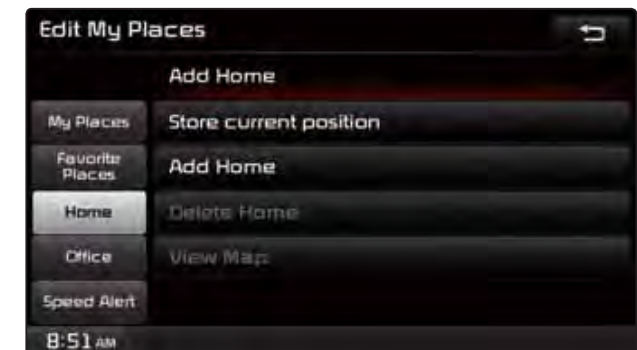 Edit My Places
Add Home
My Places
Store current position
Favorite
Places
Add Home
Home
Delete Home
Office
View Map
Speed Alert
8:51 AM